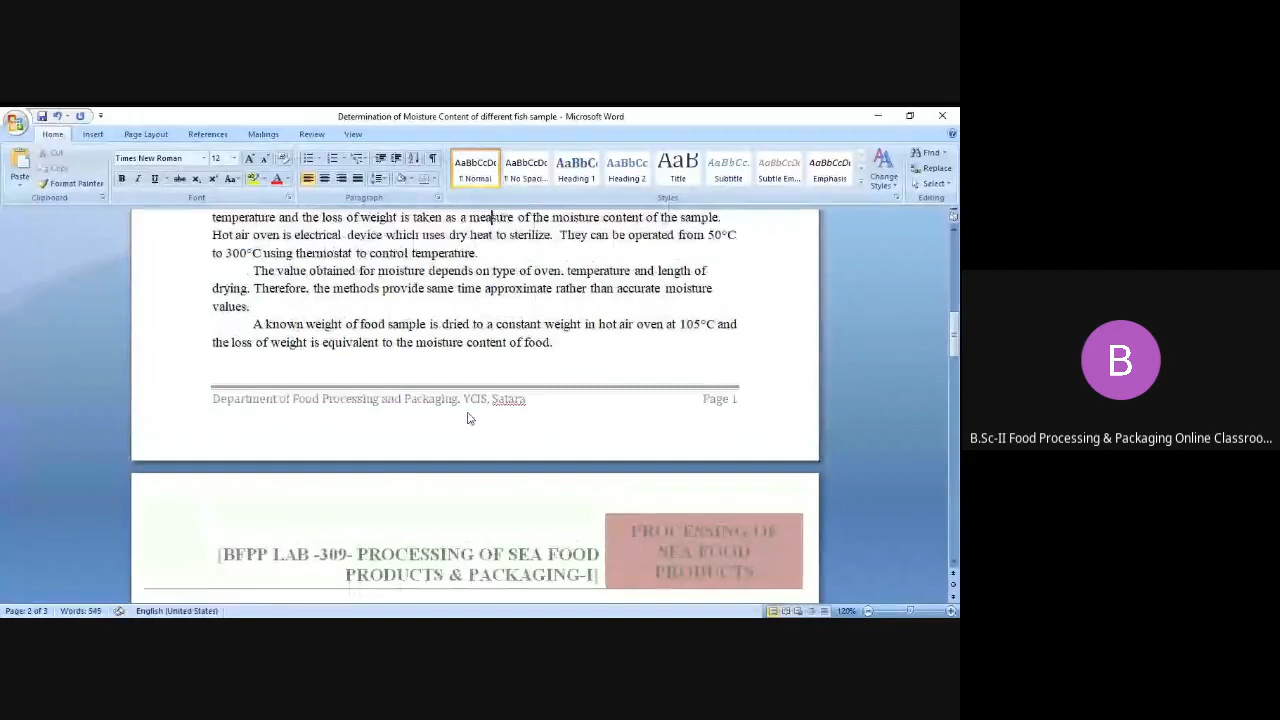 Determination of Moisture Content of different fish sample - Microsoft Word
Home Insert Page Layout References Mailings Review View
Paste
Cut
Copy
Format Painter
Clipboard
Times New Roman 12
Font
Paragraph
AaBbCcDc AaBbCcDc AaBbC AaBbCc AaB AaBbCc. AaBbCcDi AaBbCcDi
¶ Normal ¶ No Spaci... Heading 1 Heading 2 Title Subtitle Subtle Em... Emphasis
Change Styles
Styles
Find
Replace
Select
Editing
temperature and the loss of weight is taken as a measure of the moisture content of the sample.
Hot air oven is electrical device which uses dry heat to sterilize. They can be operated from 50°C
to 300°C using thermostat to control temperature.
The value obtained for moisture depends on type of oven, temperature and length of
drying. Therefore, the methods provide same time approximate rather than accurate moisture
values.
A known weight of food sample is dried to a constant weight in hot air oven at 105°C and
the loss of weight is equivalent to the moisture content of food.
Department of Food Processing and Packaging, YCIS, Satara Page 1
[BFPP LAB -309- PROCESSING OF SEA FOOD
PRODUCTS & PACKAGING-I]
PROCESSING OF
SEA FOOD
PRODUCTS
Page: 2 of 3 Words: 545 English (United States) 120%
B
B.Sc-II Food Processing & Packaging Online Classroo...